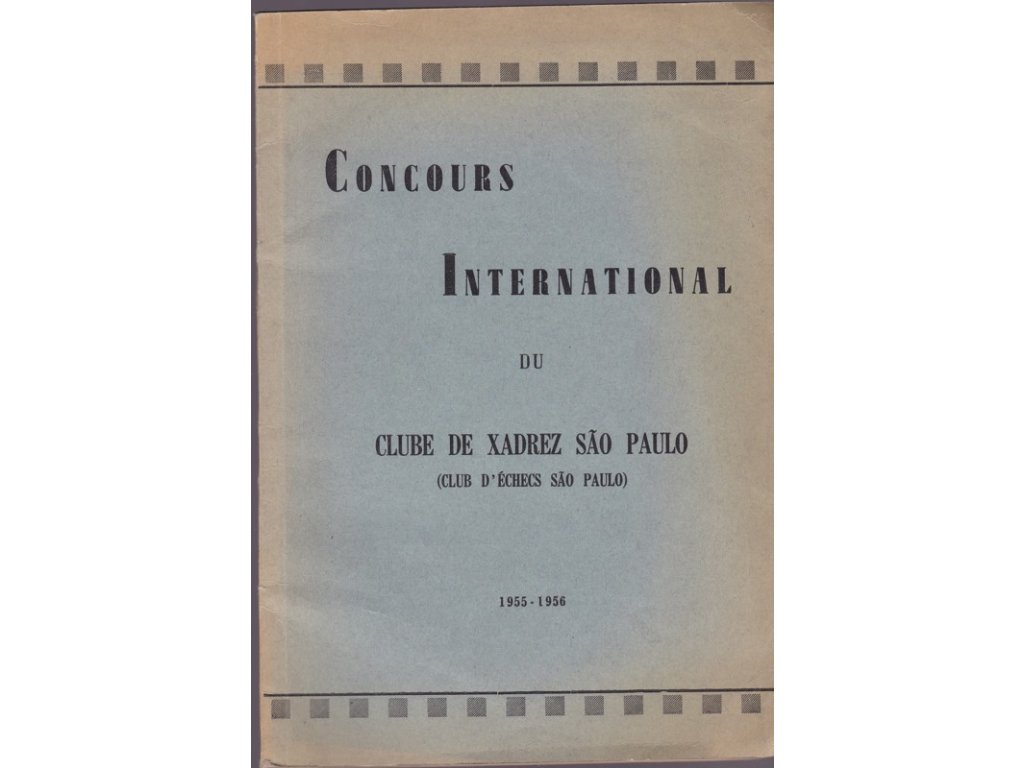 CONCOURS
INTERNATIONAL
DU
CLUBE DE XADREZ SÃO PAULO
(CLUB D'ÉCHECS SÃO PAULO)
1955-1956